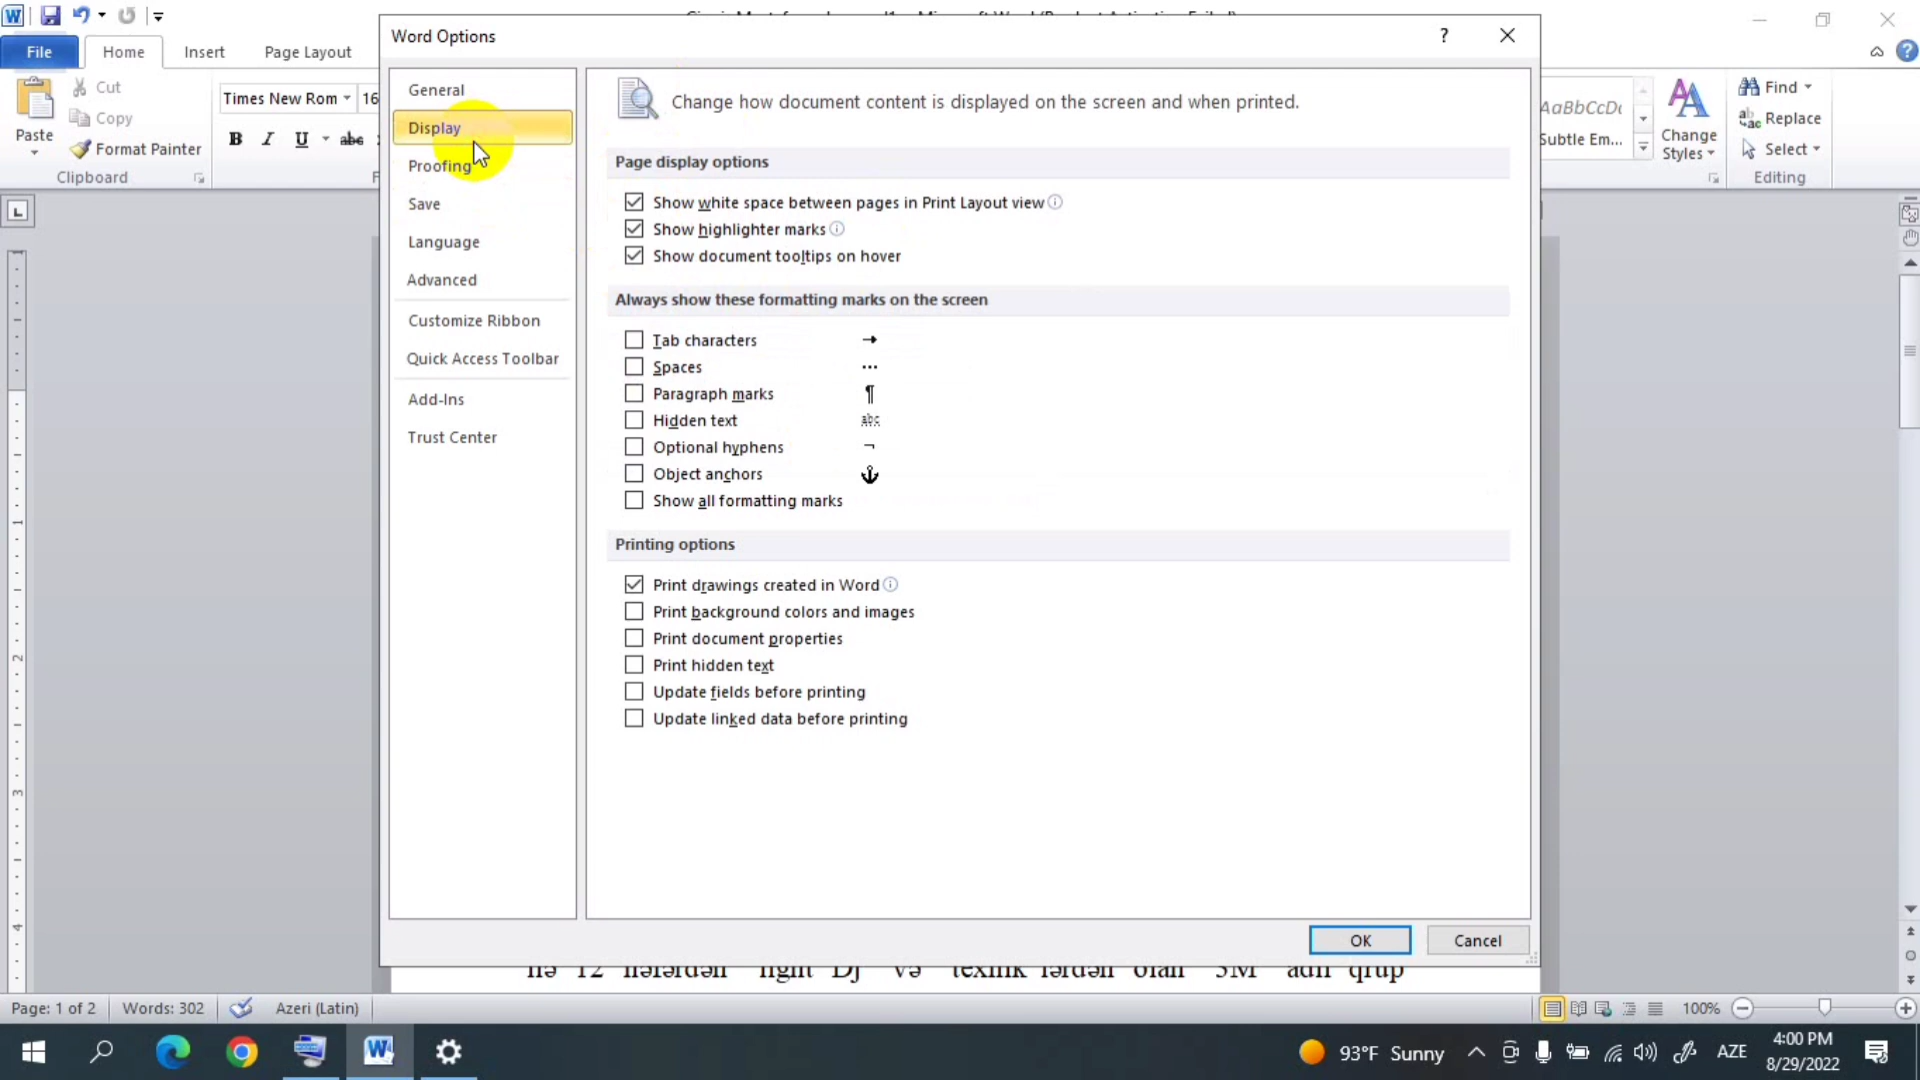 File
Home
Insert
Page Layout
Cut
Copy
Format Painter
Paste
Clipboard
Times New Rom
16
B I U abc
AaBbCcDc
Subtle Em...
Change Styles
Find
Replace
Select
Editing
Word Options
General
Display
Proofing
Save
Language
Advanced
Customize Ribbon
Quick Access Toolbar
Add-Ins
Trust Center
Change how document content is displayed on the screen and when printed.
Page display options
Show white space between pages in Print Layout view
Show highlighter marks
Show document tooltips on hover
Always show these formatting marks on the screen
Tab characters →
Spaces ...
Paragraph marks ¶
Hidden text abc
Optional hyphens ¬
Object anchors
Show all formatting marks
Printing options
Print drawings created in Word
Print background colors and images
Print document properties
Print hidden text
Update fields before printing
Update linked data before printing
OK
Cancel
Page: 1 of 2
Words: 302
Azeri (Latin)
100%
93°F Sunny
AZE
4:00 PM
8/29/2022